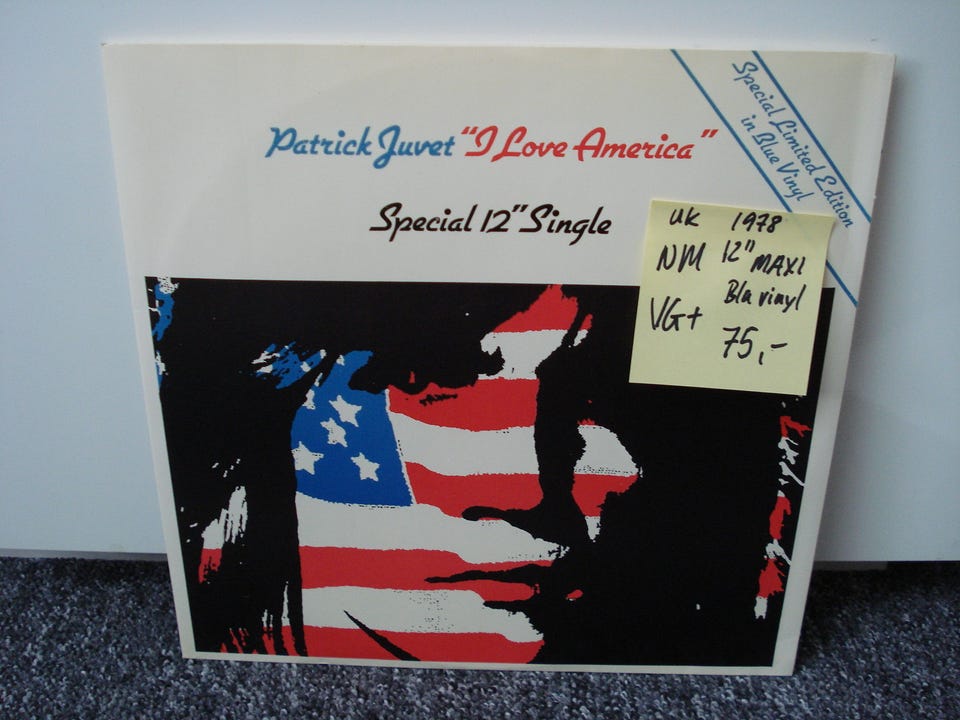 Patrick Juvet "I Love America"
Special 12" Single
Special Limited Edition
in Blue Vinyl
UK 1978
NM 12" MAXI
Bla vinyl
VG+
75,-